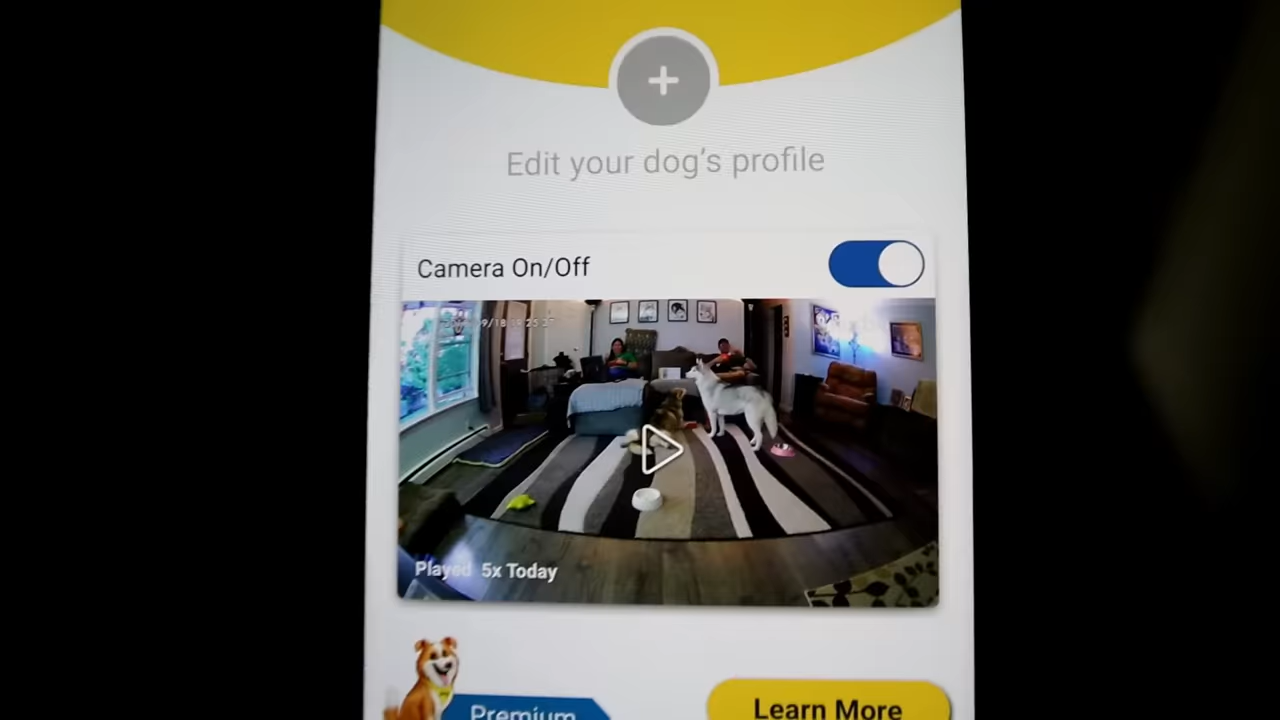 +
Edit your dog's profile
Camera On/Off
Played 5x Today
Premium
Learn More